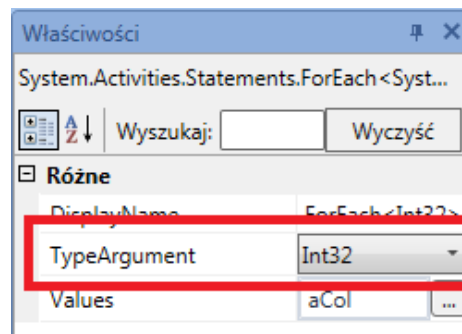 Właściwości
System.Activities.Statements.ForEach<Syst...
Wyszukaj: Wyczyść
Różne
DisplayName ForEach<Int32>
TypeArgument Int32
Values aCol ...